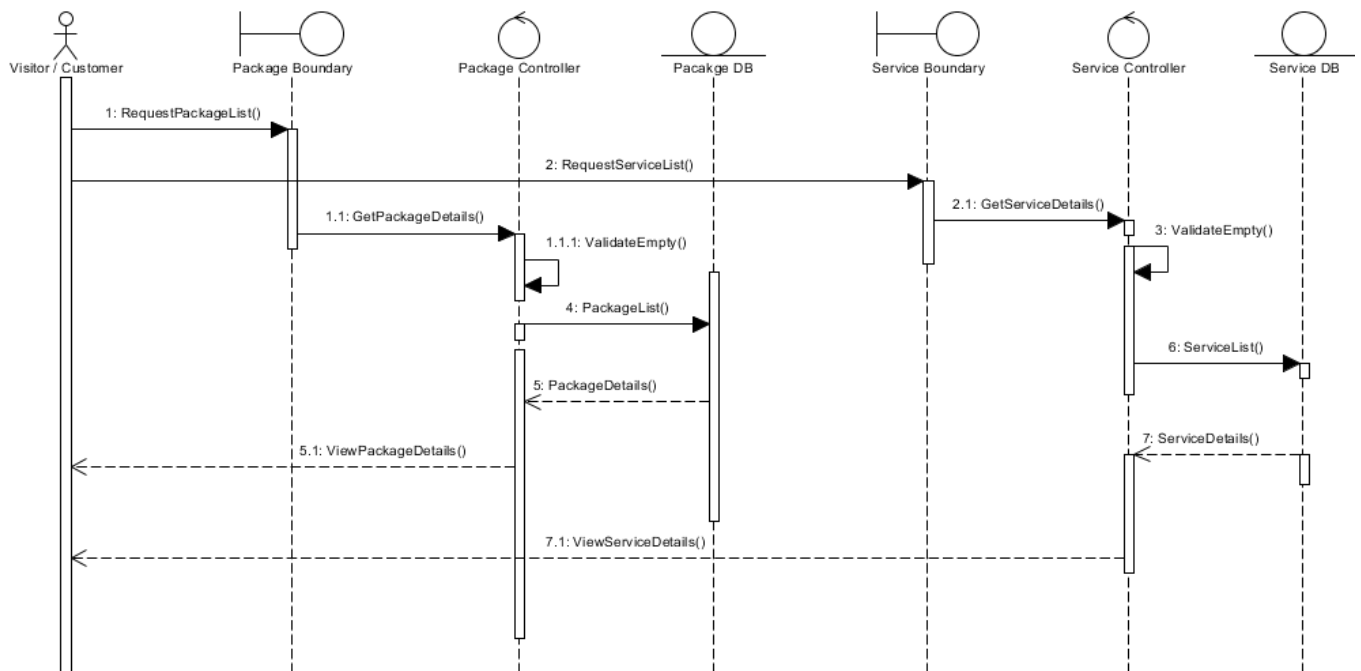 Visitor / Customer
Package Boundary
Package Controller
Pacakge DB
Service Boundary
Service Controller
Service DB
1: RequestPackageList()
2: RequestServiceList()
2.1: GetServiceDetails()
1.1: GetPackageDetails()
3: ValidateEmpty()
1.1.1: ValidateEmpty()
4: PackageList()
6: ServiceList()
5: PackageDetails()
7: ServiceDetails()
5.1: ViewPackageDetails()
7.1: ViewServiceDetails()